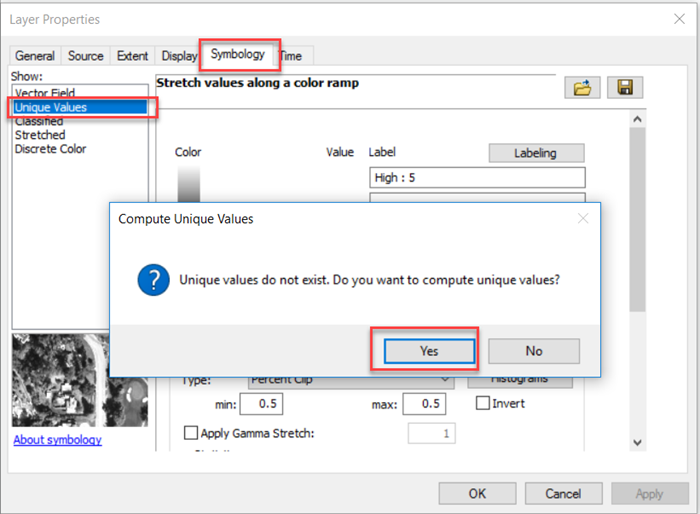 Layer Properties
General Source Extent Display Symbology Time
Show:
Vector Field
Unique Values
Classified
Stretched
Discrete Color
Stretch values along a color ramp
Color Value Label Labeling
High : 5
Compute Unique Values
Unique values do not exist. Do you want to compute unique values?
Yes No
Type: Percent Clip Histograms
min: 0.5 max: 0.5 Invert
Apply Gamma Stretch: 1
About symbology
OK Cancel Apply